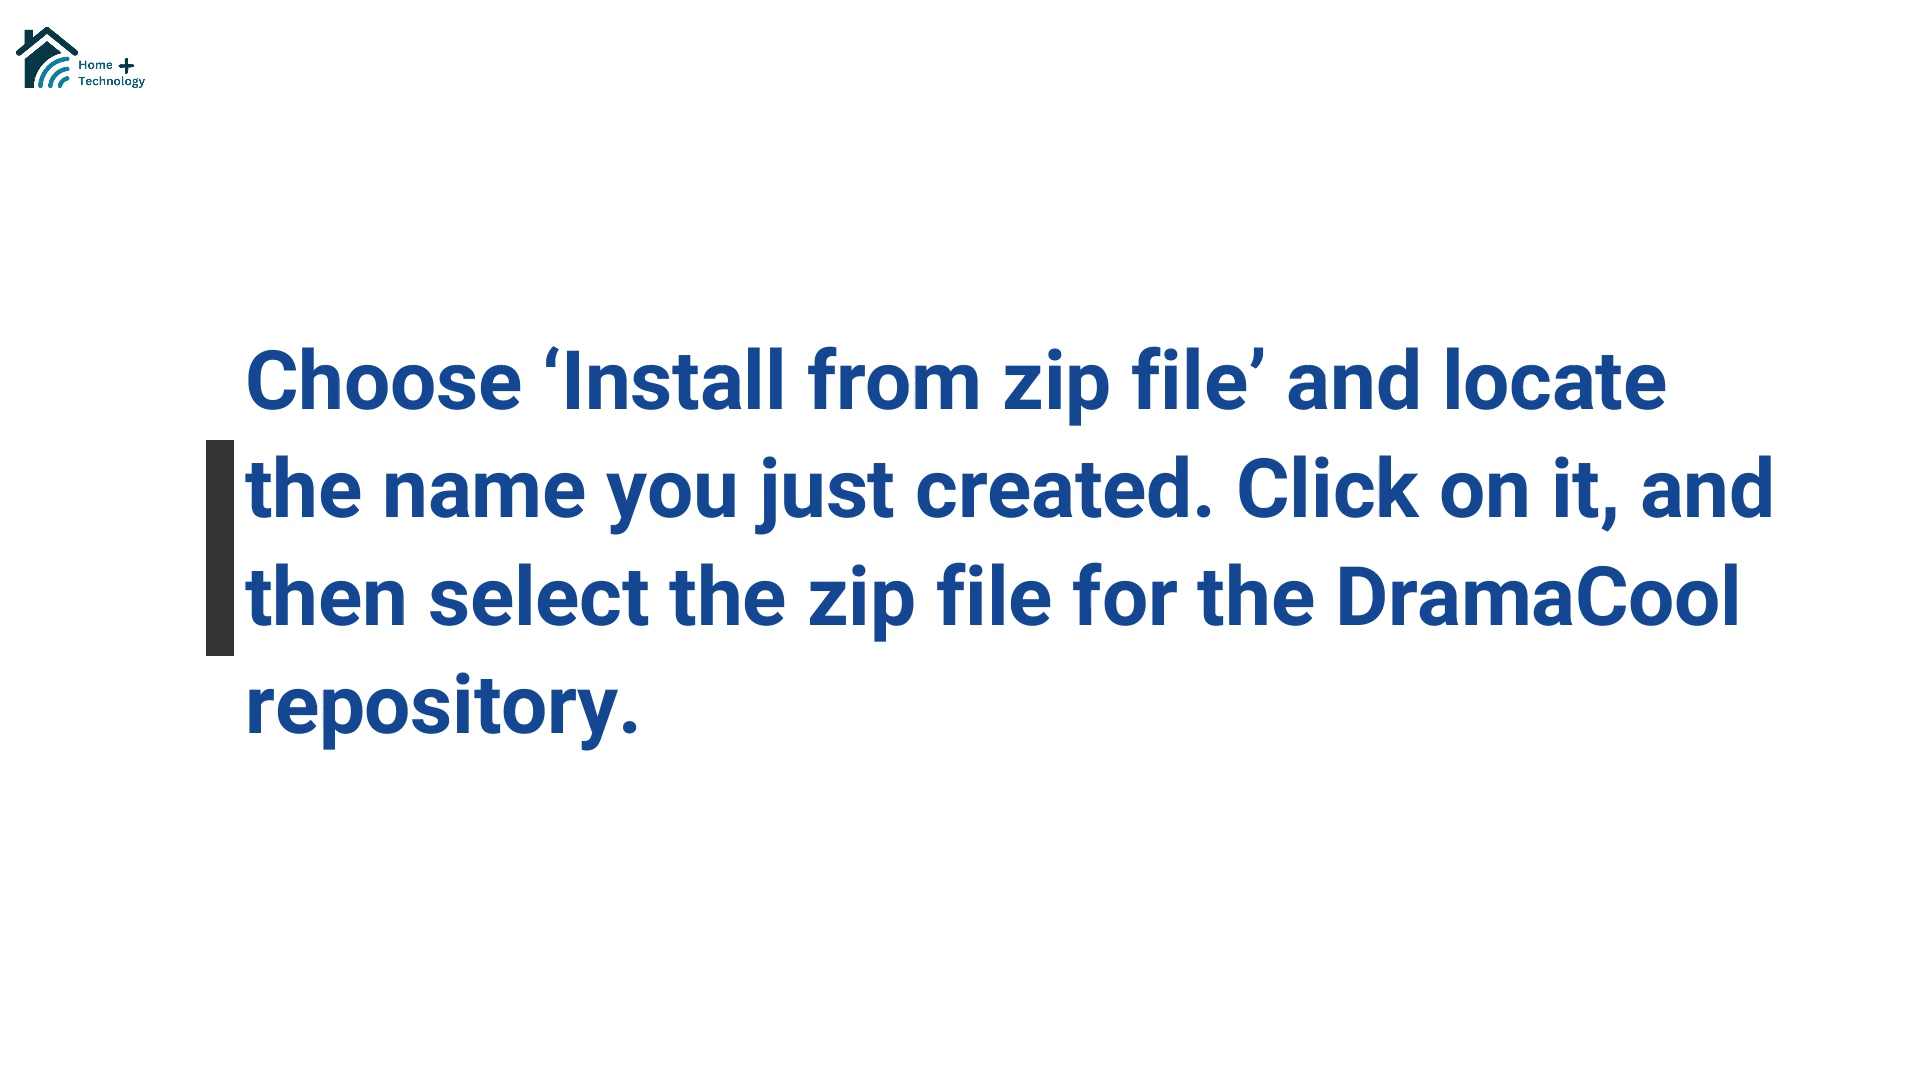 Home +
Technology
Choose ‘Install from zip file’ and locate
the name you just created. Click on it, and
then select the zip file for the DramaCool
repository.